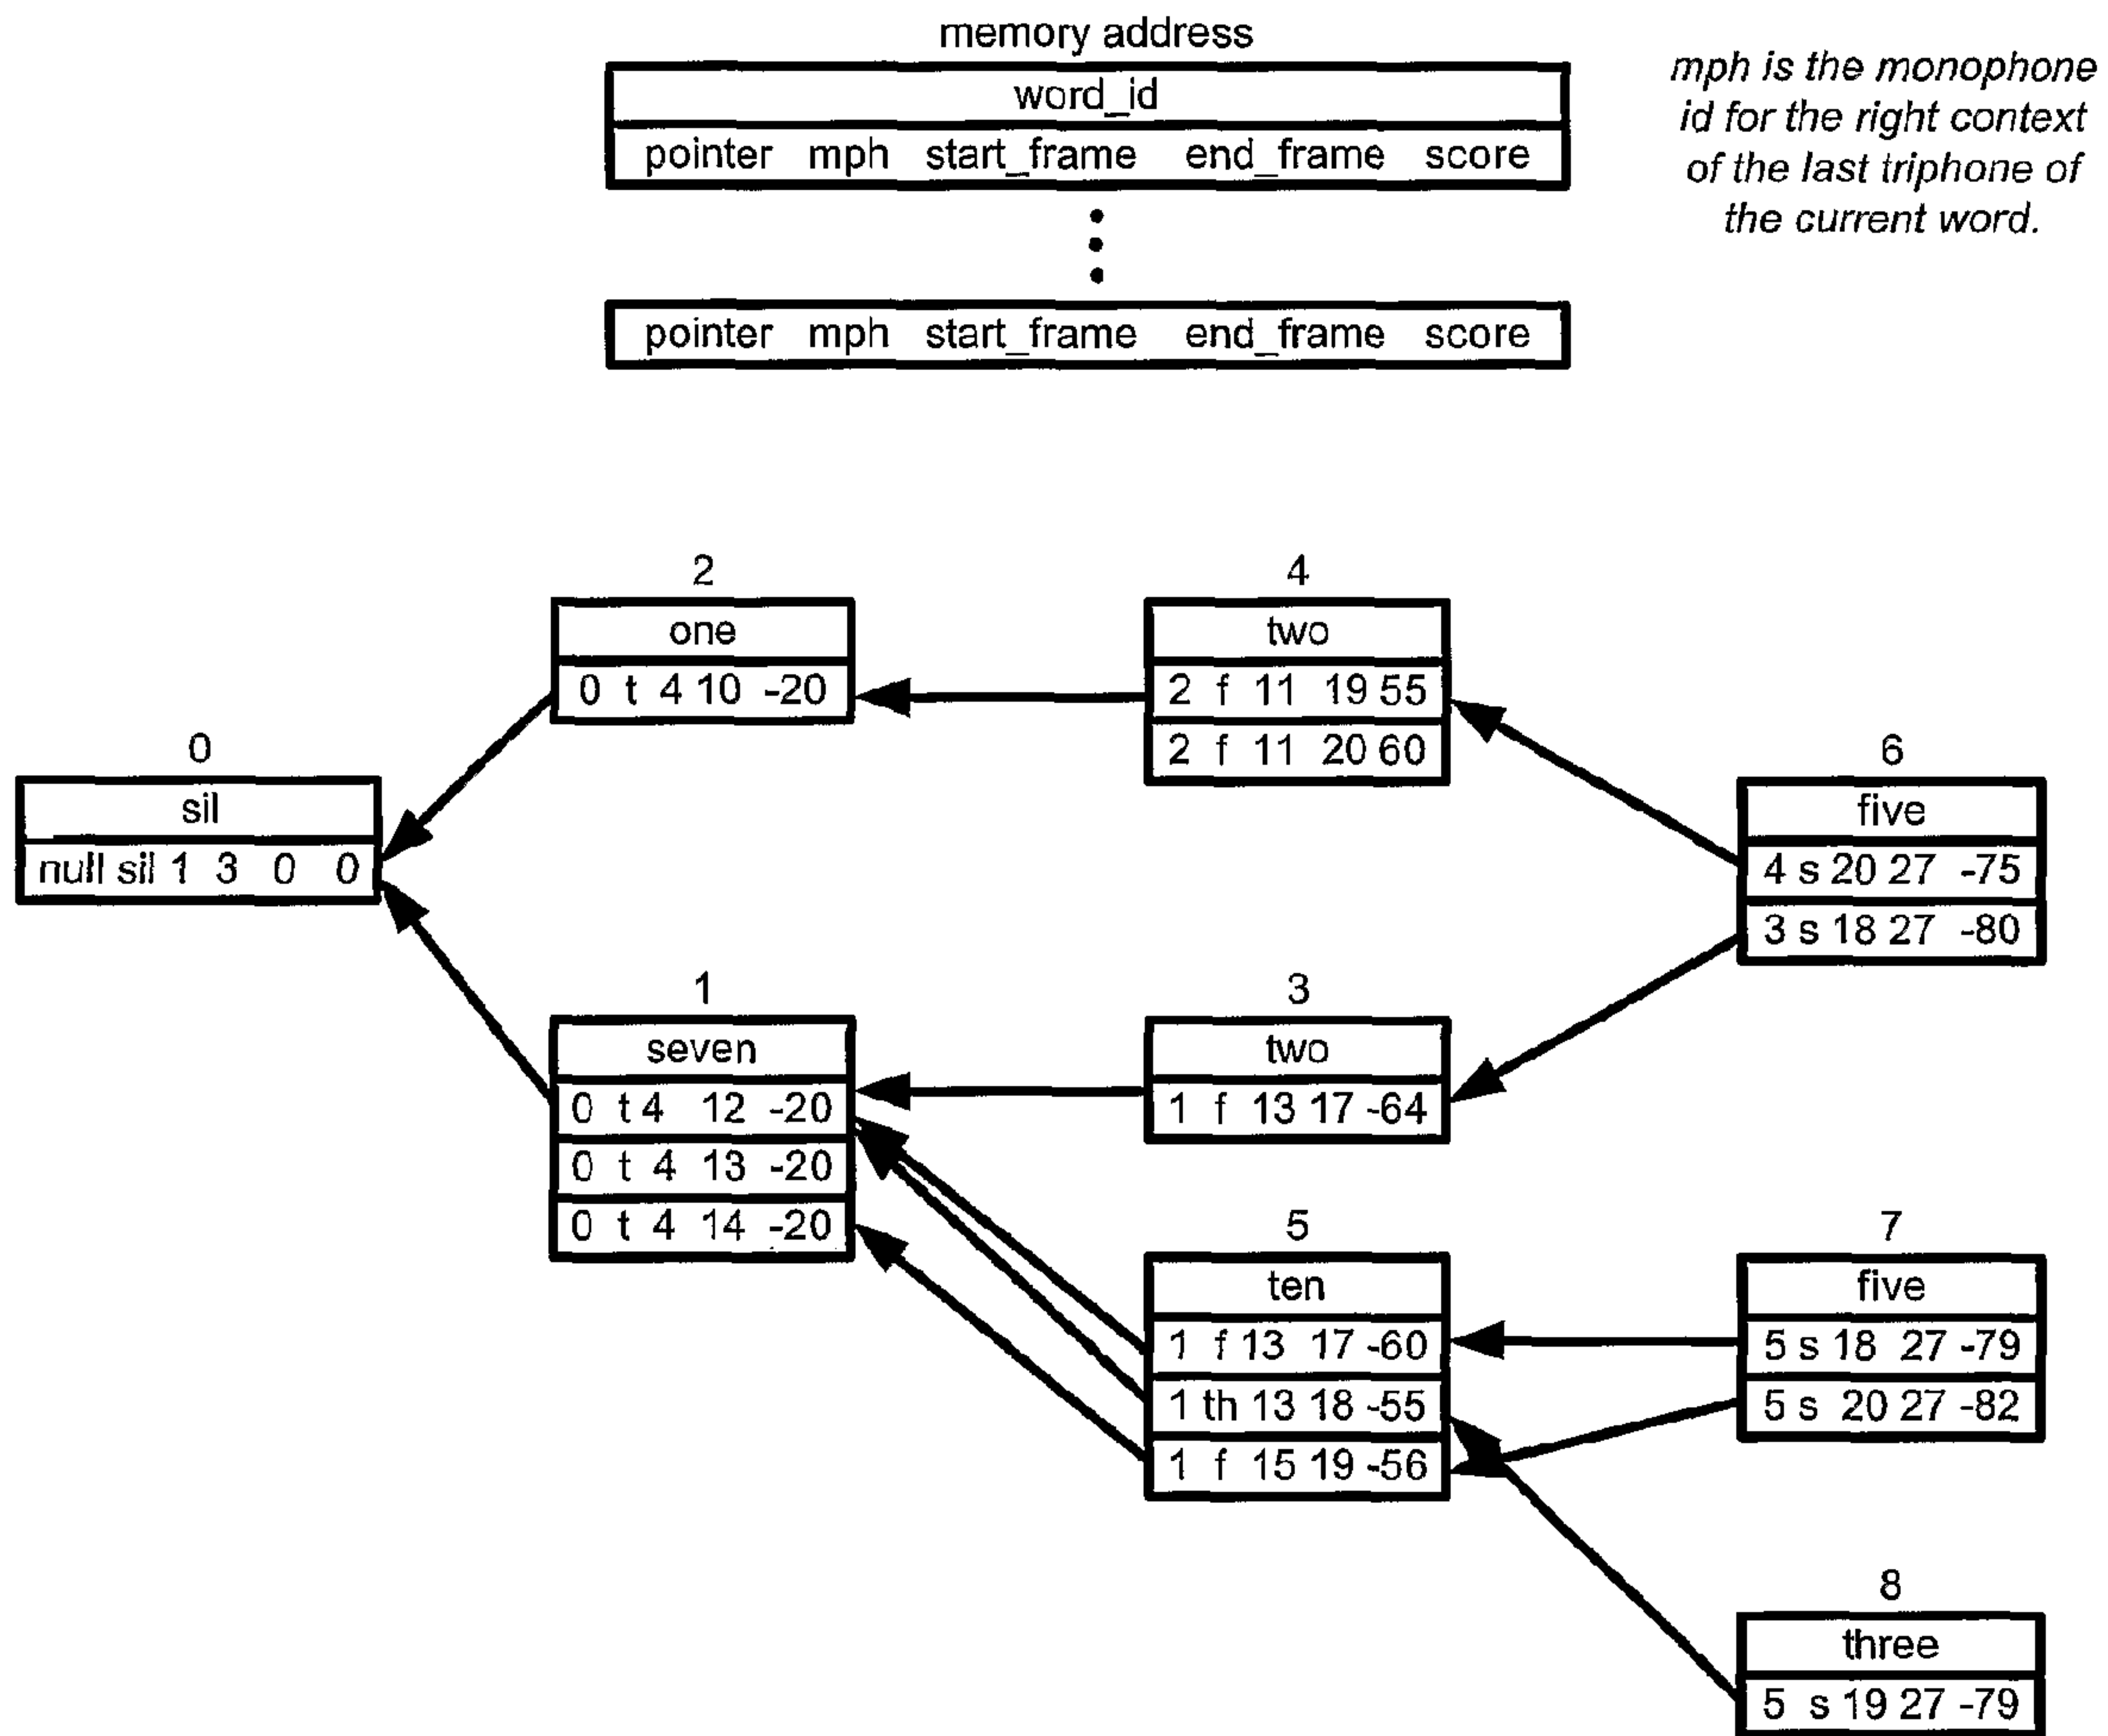 memory address
word_id
pointer mph start_frame end_frame score
pointer mph start_frame end_frame score
mph is the monophone
id for the right context
of the last triphone of
the current word.
0
sil
null sil 1 3 0 0
2
one
0 t 4 10 -20
1
seven
0 t 4 12 -20
0 t 4 13 -20
0 t 4 14 -20
4
two
2 f 11 19 55
2 f 11 20 60
3
two
1 f 13 17 -64
5
ten
1 f 13 17 -60
1 th 13 18 -55
1 f 15 19 -56
6
five
4 s 20 27 -75
3 s 18 27 -80
7
five
5 s 18 27 -79
5 s 20 27 -82
8
three
5 s 19 27 -79